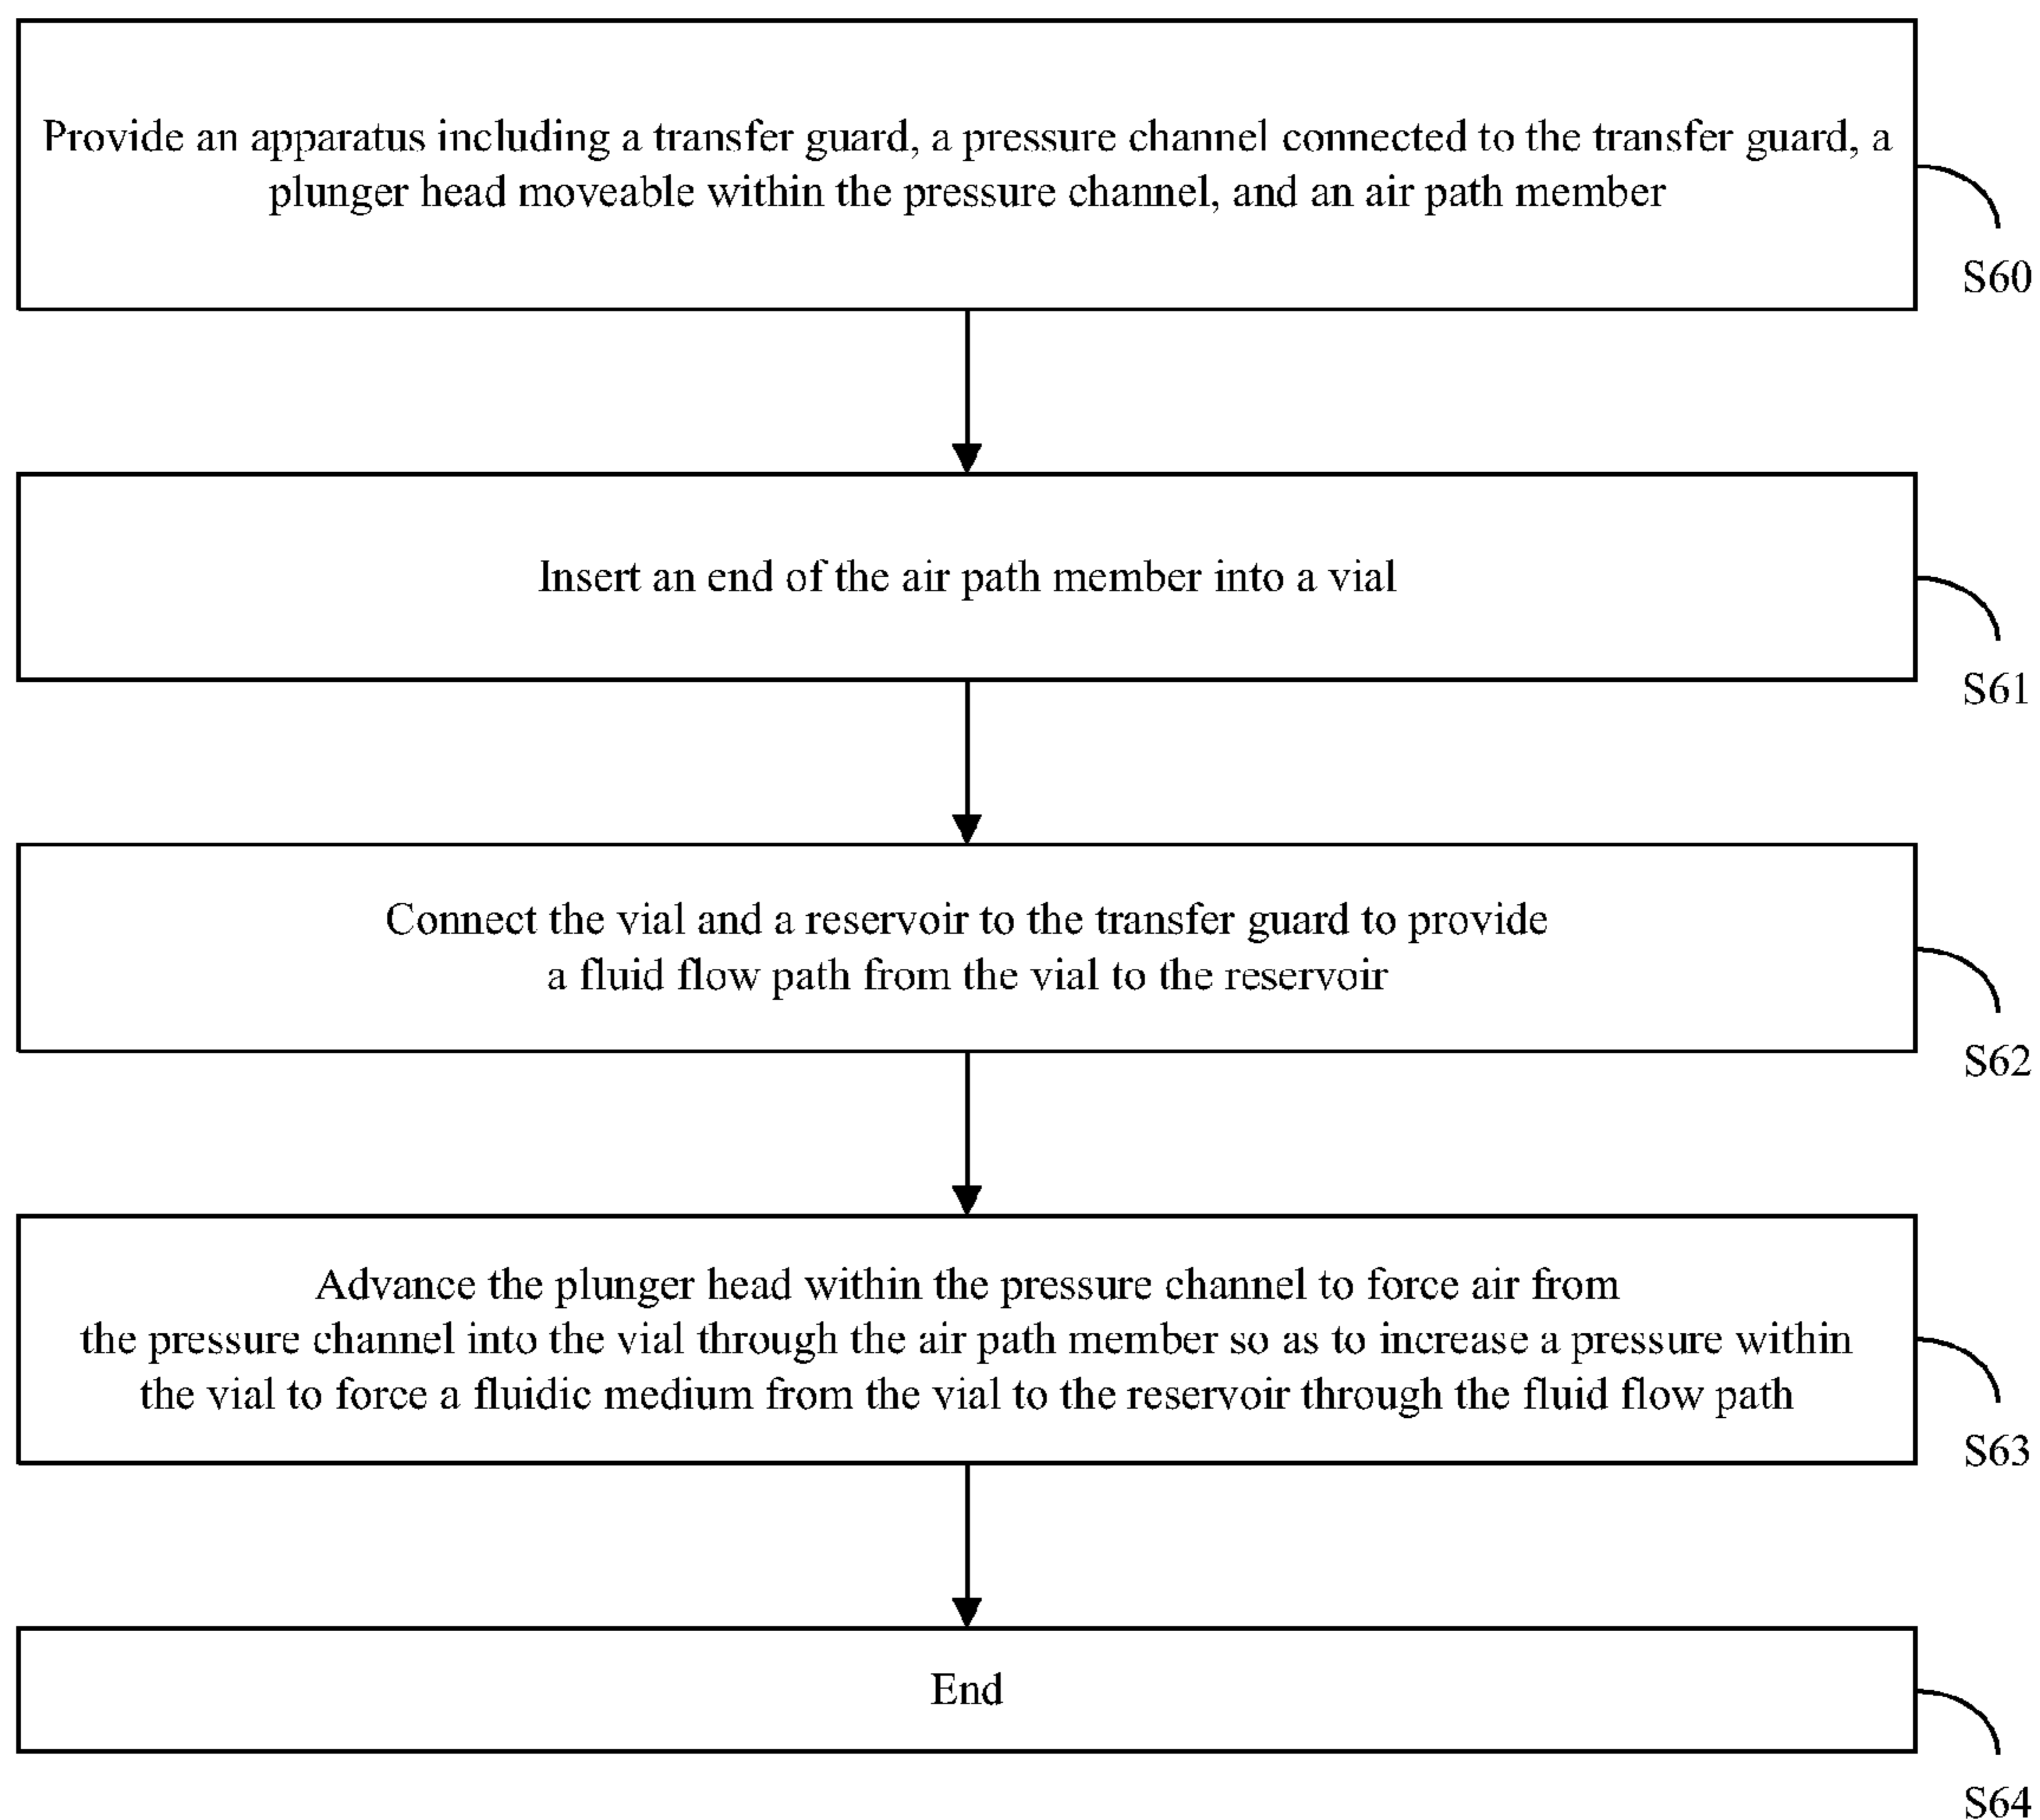 Provide an apparatus including a transfer guard, a pressure channel connected to the transfer guard, a
plunger head moveable within the pressure channel, and an air path member
S60
Insert an end of the air path member into a vial
S61
Connect the vial and a reservoir to the transfer guard to provide
a fluid flow path from the vial to the reservoir
S62
Advance the plunger head within the pressure channel to force air from
the pressure channel into the vial through the air path member so as to increase a pressure within
the vial to force a fluidic medium from the vial to the reservoir through the fluid flow path
S63
End
S64